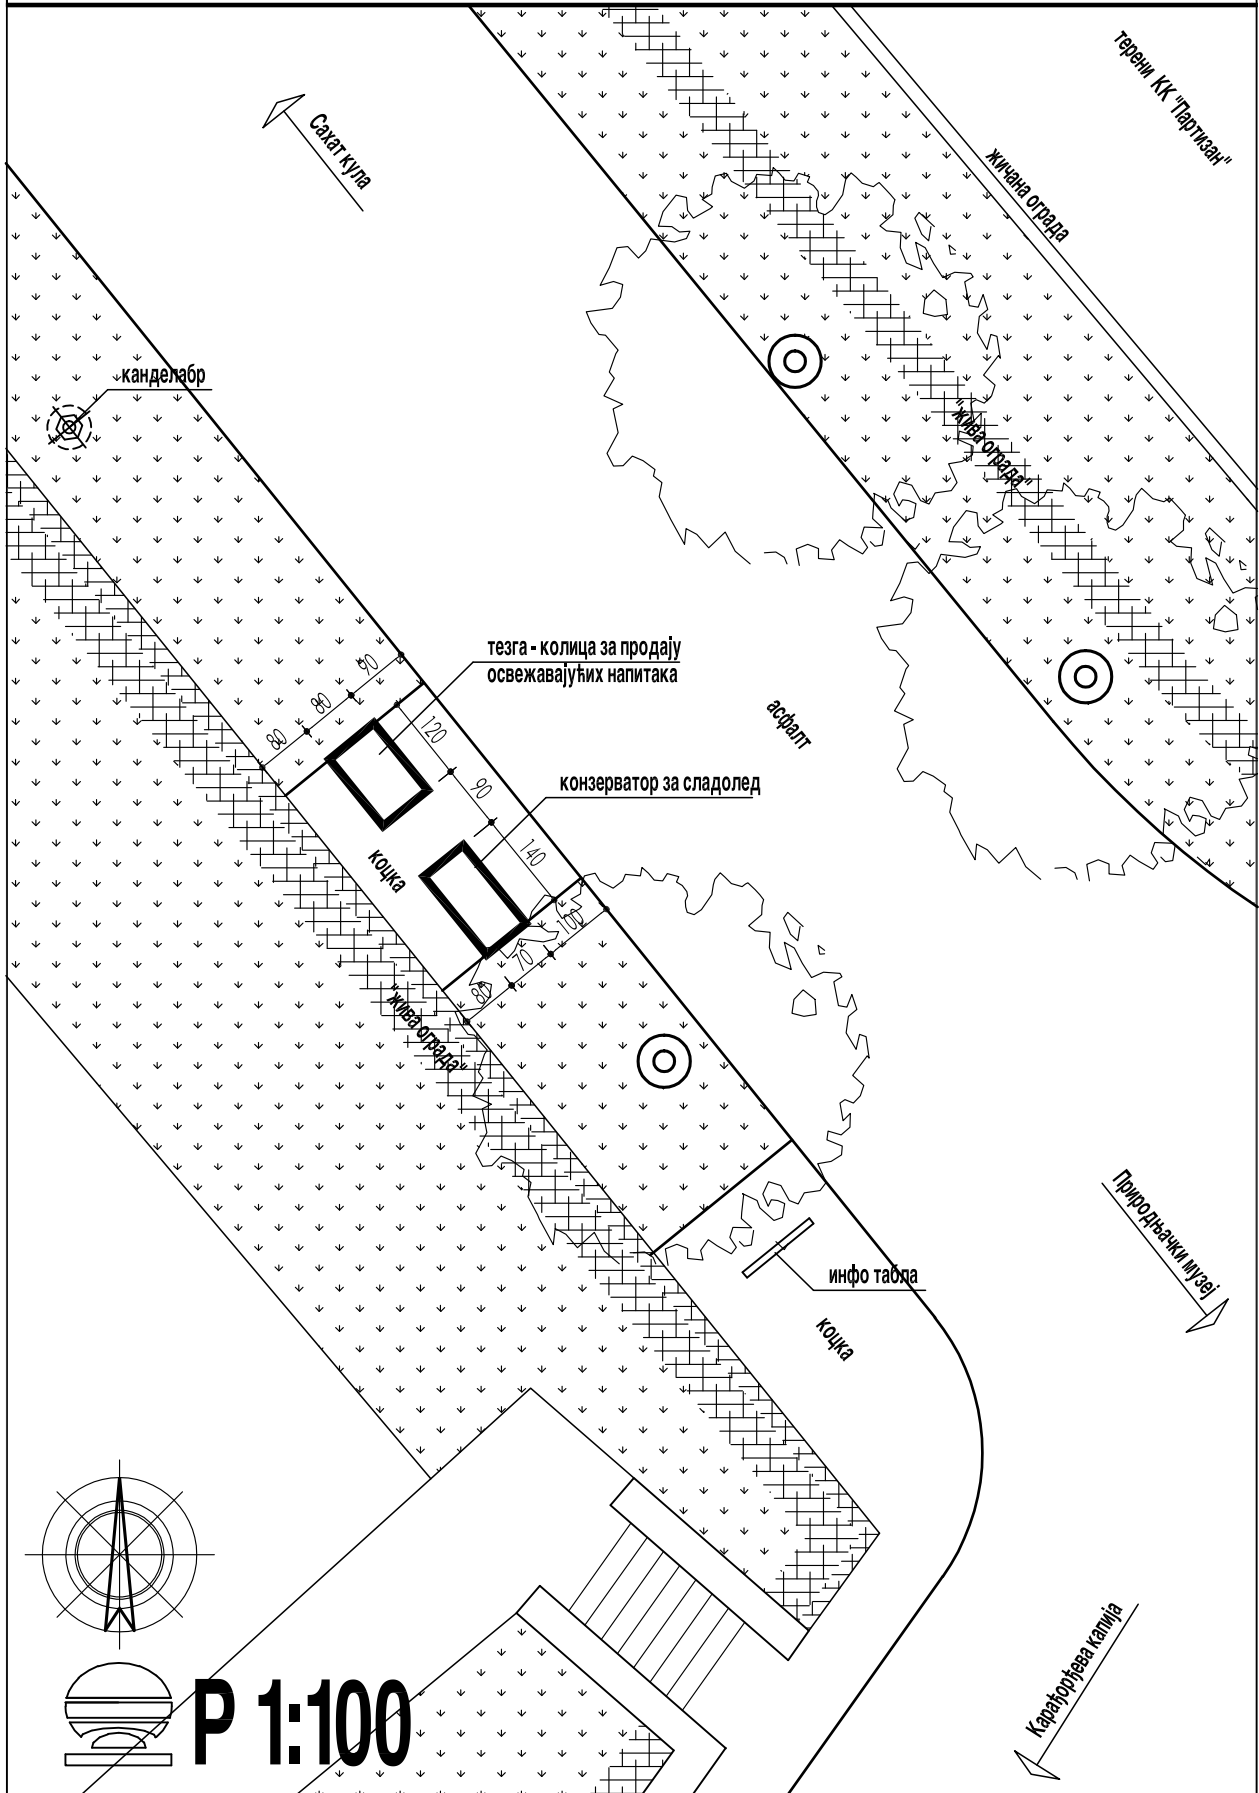 терени КК "Партизан"
Сахат кула
жичана ограда
канделабр
"жива ограда"
тезга - колица за продају
освежавајућих напитака
90
80
80
120
90
140
асфалт
конзерватор за сладолед
коцка
100
70
80
"жива ограда"
Природњачки музеј
инфо табла
коцка
Карађорђева капија
Р 1:100